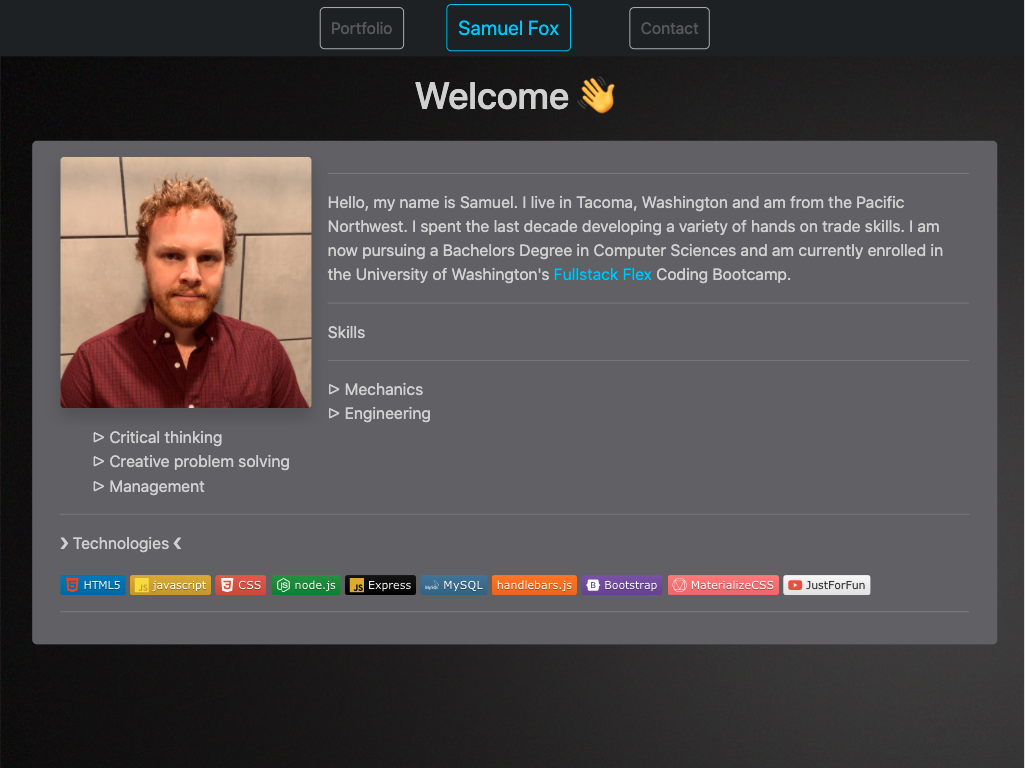 Portfolio
Samuel Fox
Contact
Welcome 👋
Hello, my name is Samuel. I live in Tacoma, Washington and am from the Pacific
Northwest. I spent the last decade developing a variety of hands on trade skills. I am
now pursuing a Bachelors Degree in Computer Sciences and am currently enrolled in
the University of Washington's Fullstack Flex Coding Bootcamp.
Skills
ᐅ Mechanics
ᐅ Engineering
ᐅ Critical thinking
ᐅ Creative problem solving
ᐅ Management
❱ Technologies ❰
HTML5
JS javascript
CSS
node.js
JS Express
MySQL
handlebars.js
B Bootstrap
MaterializeCSS
JustForFun